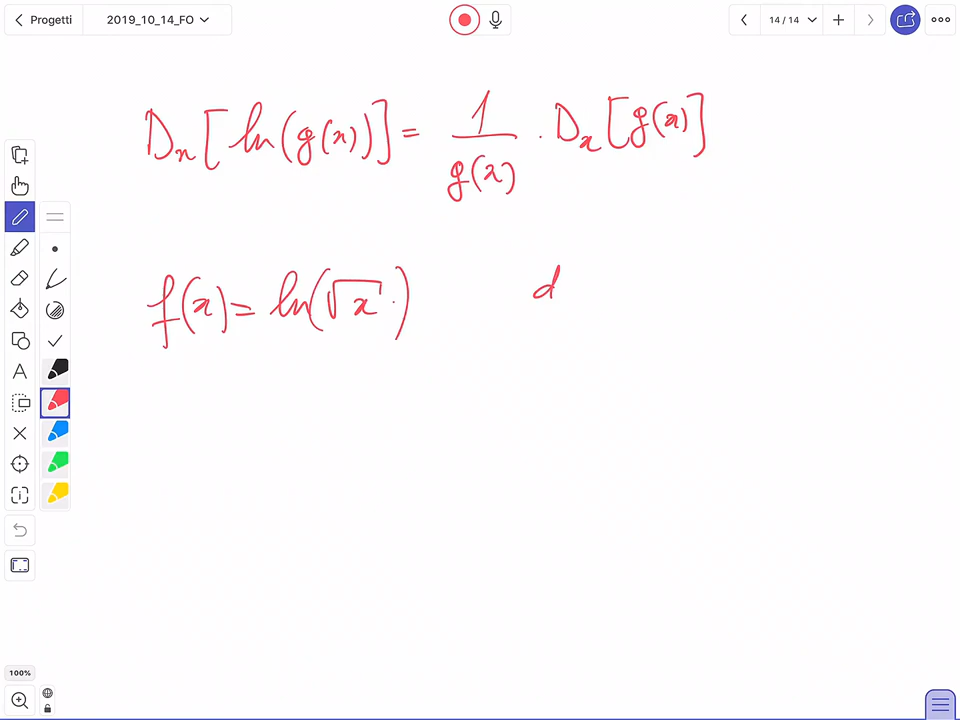 Progetti 2019_10_14_FO 14 / 14
Dₓ[ln(g(x))] = 1/g(x) · Dₓ[g(x)]
f(x) = ln(√x) d
A
100%